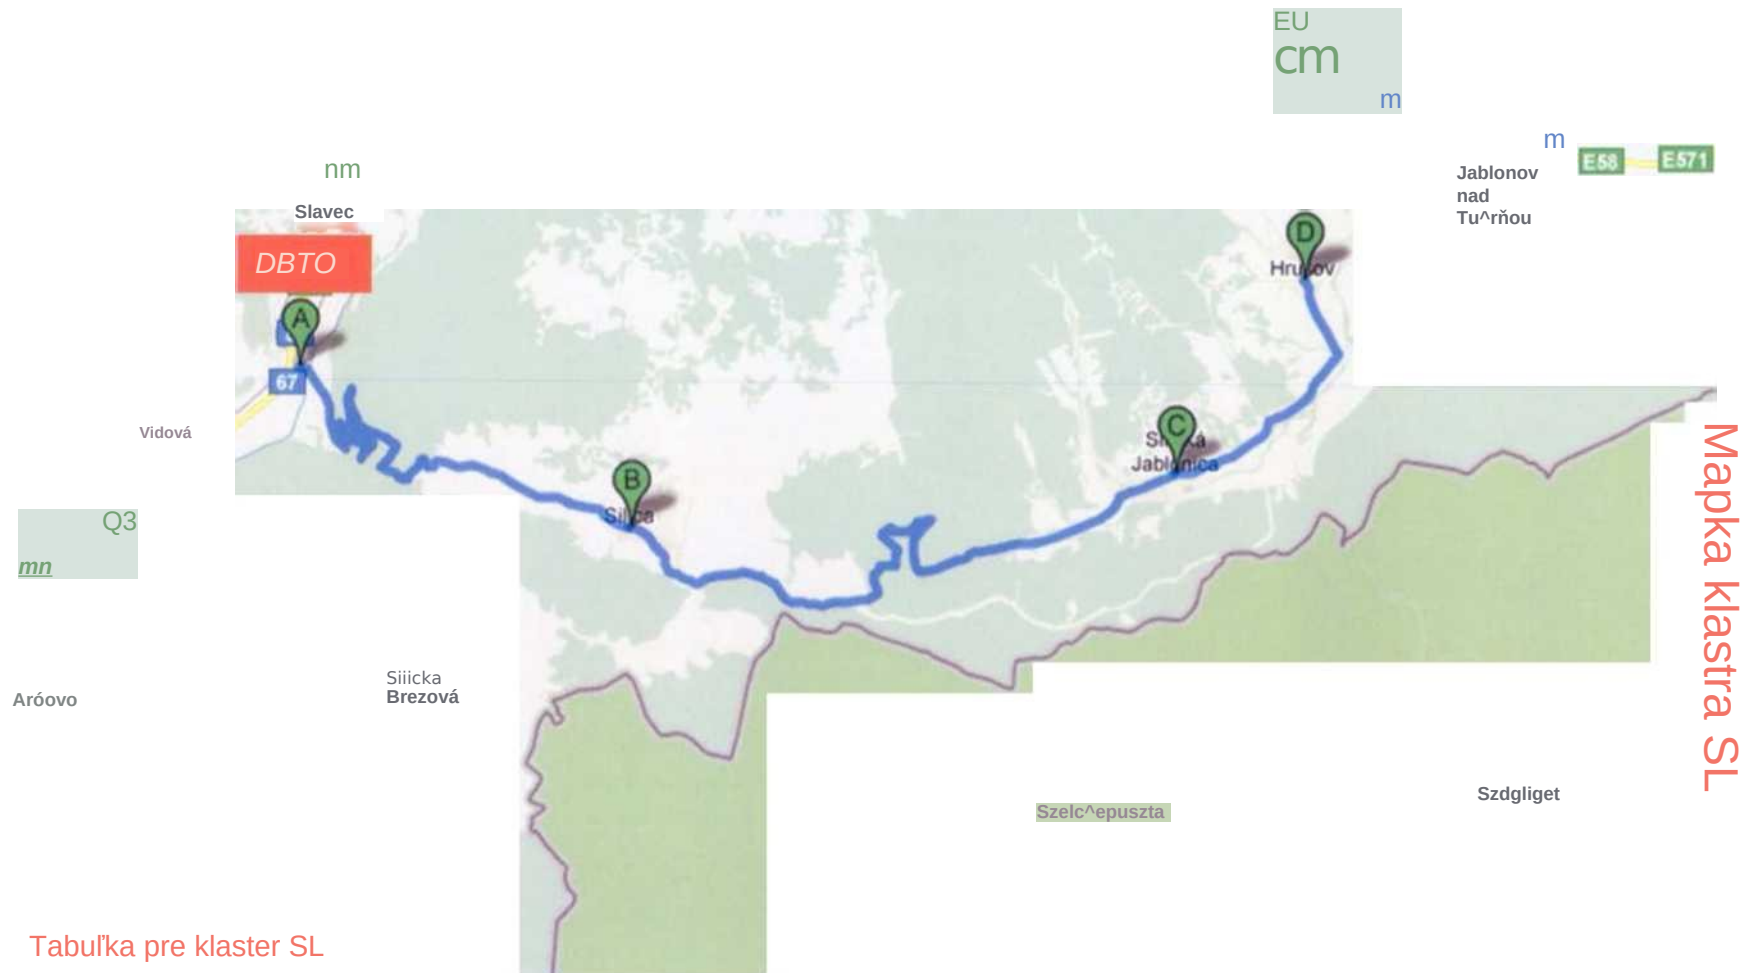 EU
cm
m
m
E58
E571
nm
Jablonov
nad
Tu^rňou
Slavec
DBTO
D
Hrušov
A
67
Vidová
C
Jablonica
B
Silica
Q3
mn
Mapka klastra SL
Siiicka
Brezová
Aróovo
Szdgliget
Szelc^epuszta
Tabuľka pre klaster SL